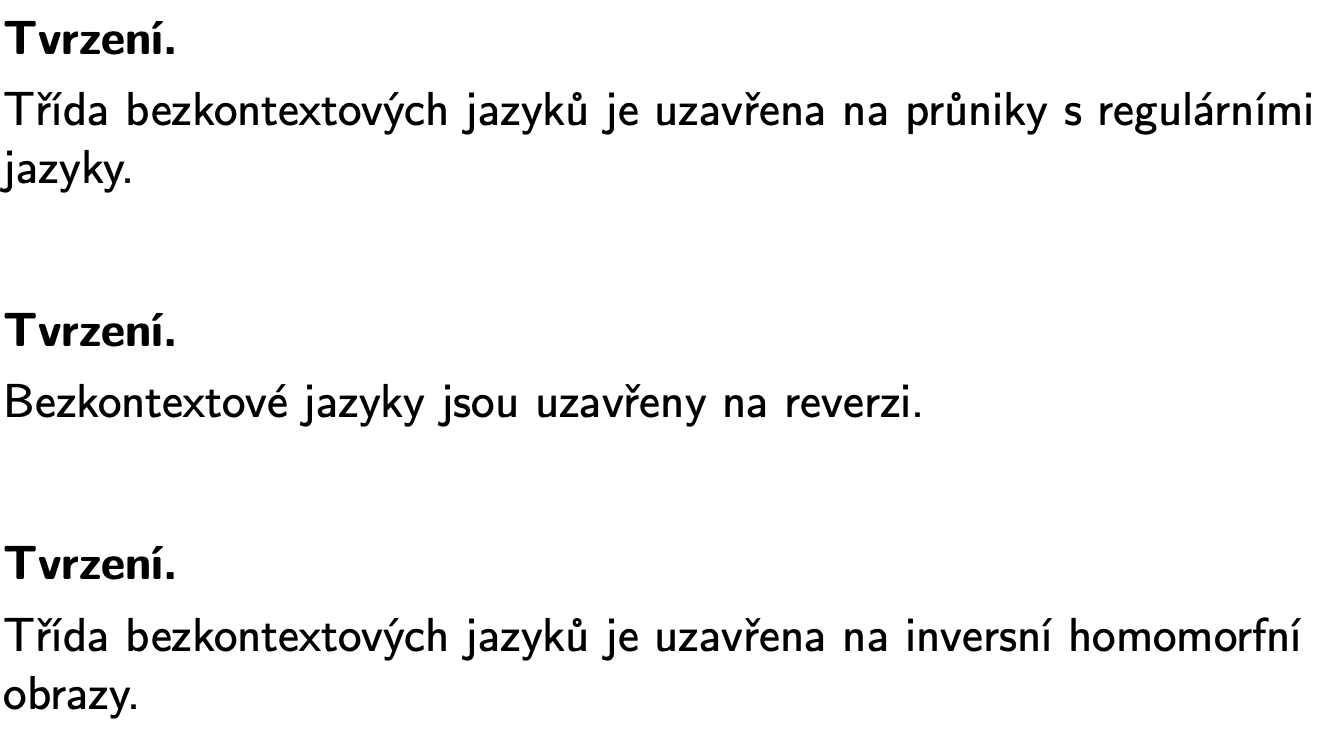 Tvrzení.
Třída bezkontextových jazyků je uzavřena na průniky s regulárními
jazyky.
Tvrzení.
Bezkontextové jazyky jsou uzavřeny na reverzi.
Tvrzení.
Třída bezkontextových jazyků je uzavřena na inversní homomorfní
obrazy.